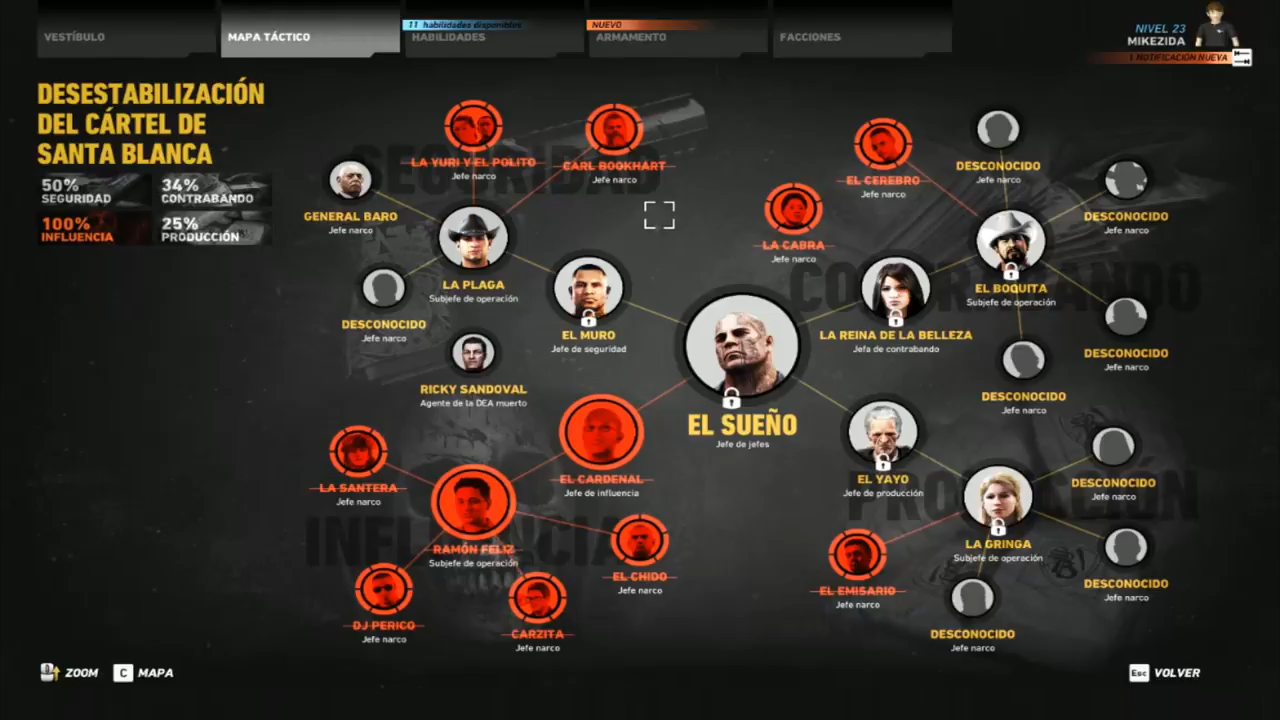 VESTÍBULO
MAPA TÁCTICO
11 habilidades disponibles
HABILIDADES
NUEVO
ARMAMENTO
FACCIONES
NIVEL 23
MIKEZIDA
1 NOTIFICACIÓN NUEVA
DESESTABILIZACIÓN
DEL CÁRTEL DE
SANTA BLANCA
50%
SEGURIDAD
34%
CONTRABANDO
100%
INFLUENCIA
25%
PRODUCCIÓN
SEGURIDAD
LA YURI Y EL POLITO
Jefe narco
CARL BOOKHART
Jefe narco
GENERAL BARO
Jefe narco
LA PLAGA
Subjefe de operación
DESCONOCIDO
Jefe narco
EL MURO
Jefe de seguridad
RICKY SANDOVAL
Agente de la DEA muerto
CONTRABANDO
EL CEREBRO
Jefe narco
DESCONOCIDO
Jefe narco
LA CABRA
Jefe narco
DESCONOCIDO
Jefe narco
EL BOQUITA
Subjefe de operación
LA REINA DE LA BELLEZA
Jefa de contrabando
DESCONOCIDO
Jefe narco
DESCONOCIDO
Jefe narco
EL SUEÑO
Jefe de jefes
INFLUENCIA
EL CARDENAL
Jefe de influencia
LA SANTERA
Jefe narco
RAMÓN FELIZ
Subjefe de operación
EL CHIDO
Jefe narco
DJ PERICO
Jefe narco
CARZITA
Jefe narco
PRODUCCIÓN
EL YAYO
Jefe de producción
DESCONOCIDO
Jefe narco
LA GRINGA
Subjefe de operación
EL EMISARIO
Jefe narco
DESCONOCIDO
Jefe narco
DESCONOCIDO
Jefe narco
ZOOM
C
MAPA
Esc
VOLVER